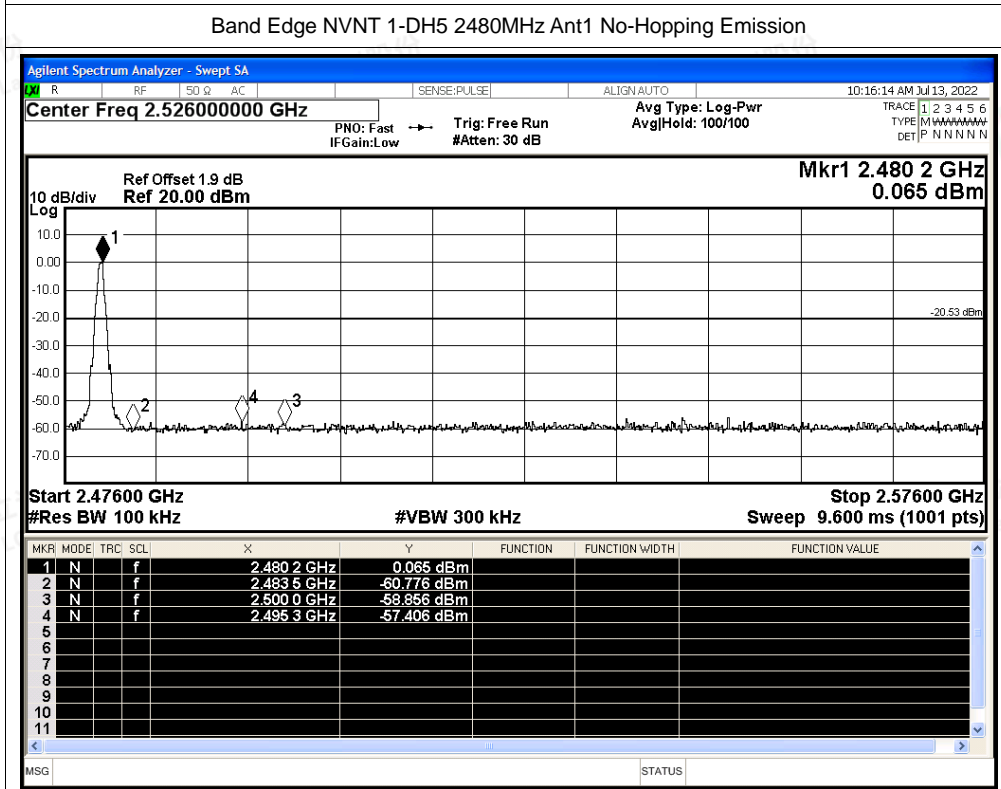 Band Edge NVNT 1-DH5 2480MHz Ant1 No-Hopping Emission
Agilent Spectrum Analyzer - Swept SA
LXI R RF 50 Ω AC SENSE:PULSE ALIGN AUTO 10:16:14 AM Jul 13, 2022
Center Freq 2.526000000 GHz Avg Type: Log-Pwr TRACE 1 2 3 4 5 6
PNO: Fast Trig: Free Run Avg|Hold: 100/100 TYPE M WWWWW
IFGain:Low #Atten: 30 dB DET P N N N N N
Mkr1 2.480 2 GHz
Ref Offset 1.9 dB
10 dB/div Ref 20.00 dBm 0.065 dBm
Log
10.0
1
0.00
-10.0
-20.0
-20.53 dBm
-30.0
-40.0
-50.0
2 4 3
-60.0
-70.0
Start 2.47600 GHz Stop 2.57600 GHz
#Res BW 100 kHz #VBW 300 kHz Sweep 9.600 ms (1001 pts)
MKR MODE TRC SCL X Y FUNCTION FUNCTION WIDTH FUNCTION VALUE
1 N f 2.480 2 GHz 0.065 dBm
2 N f 2.483 5 GHz -60.776 dBm
3 N f 2.500 0 GHz -58.856 dBm
4 N f 2.495 3 GHz -57.406 dBm
5
6
7
8
9
10
11
MSG STATUS